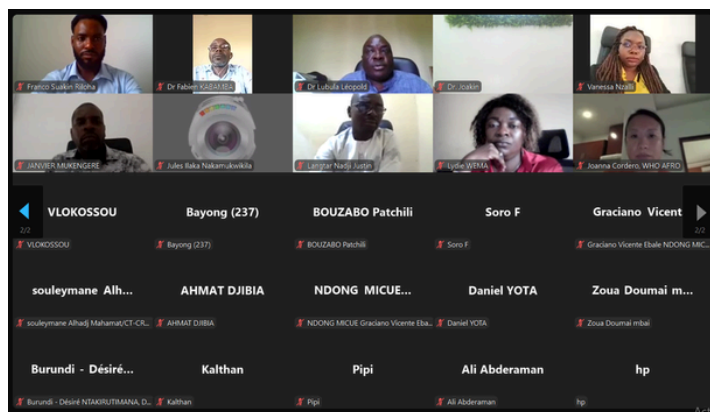 Franco Suakin Riloha
Dr Fabien KABAMBA
Dr Lubula Léopold
Dr. Joakin
Vanessa Nzalli
JANVIER MUKENGERE
Jules Ilaka Nakamukwikila
Langtar Nadji Justin
Lydie WEMA
Joanna Cordero, WHO AFRO
VLOKOSSOU
Bayong (237)
BOUZABO Patchili
Soro F
Graciano Vicent
2/2
2/2
VLOKOSSOU
Bayong (237)
BOUZABO Patchili
Soro F
Graciano Vicente Ebale NDONG MIC...
souleymane Alh...
AHMAT DJIBIA
NDONG MICUE...
Daniel YOTA
Zoua Doumai m...
souleymane Alhadj Mahamat/CT-CR...
AHMAT DJIBIA
NDONG MICUE Graciano Vicente Eba...
Daniel YOTA
Zoua Doumai mbai
Burundi - Désiré...
Kalthan
Pipi
Ali Abderaman
hp
Burundi - Désiré NTAKIRUTIMANA, D...
Kalthan
Pipi
Ali Abderaman
hp